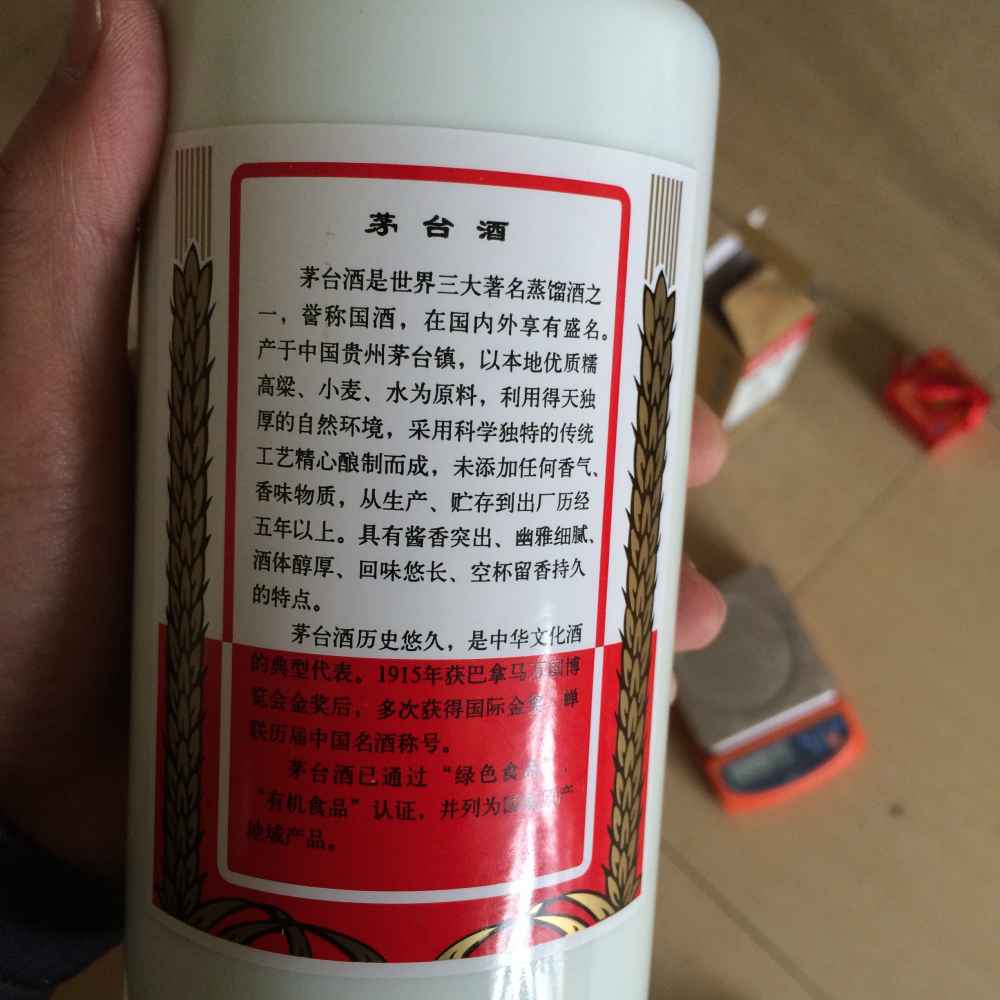 茅台酒
茅台酒是世界三大著名蒸馏酒之
一，誉称国酒，在国内外享有盛名。
产于中国贵州茅台镇，以本地优质糯
高粱、小麦、水为原料，利用得天独
厚的自然环境，采用科学独特的传统
工艺精心酿制而成，未添加任何香气、
香味物质，从生产、贮存到出厂历经
五年以上。具有酱香突出、幽雅细腻、
酒体醇厚、回味悠长、空杯留香持久
的特点。
茅台酒历史悠久，是中华文化酒
的典型代表。1915年获巴拿马万国博
览会金奖后，多次获得国际金奖，蝉
联历届中国名酒称号。
茅台酒已通过“绿色食品”、
“有机食品”认证，并列为国家原产
地域产品。